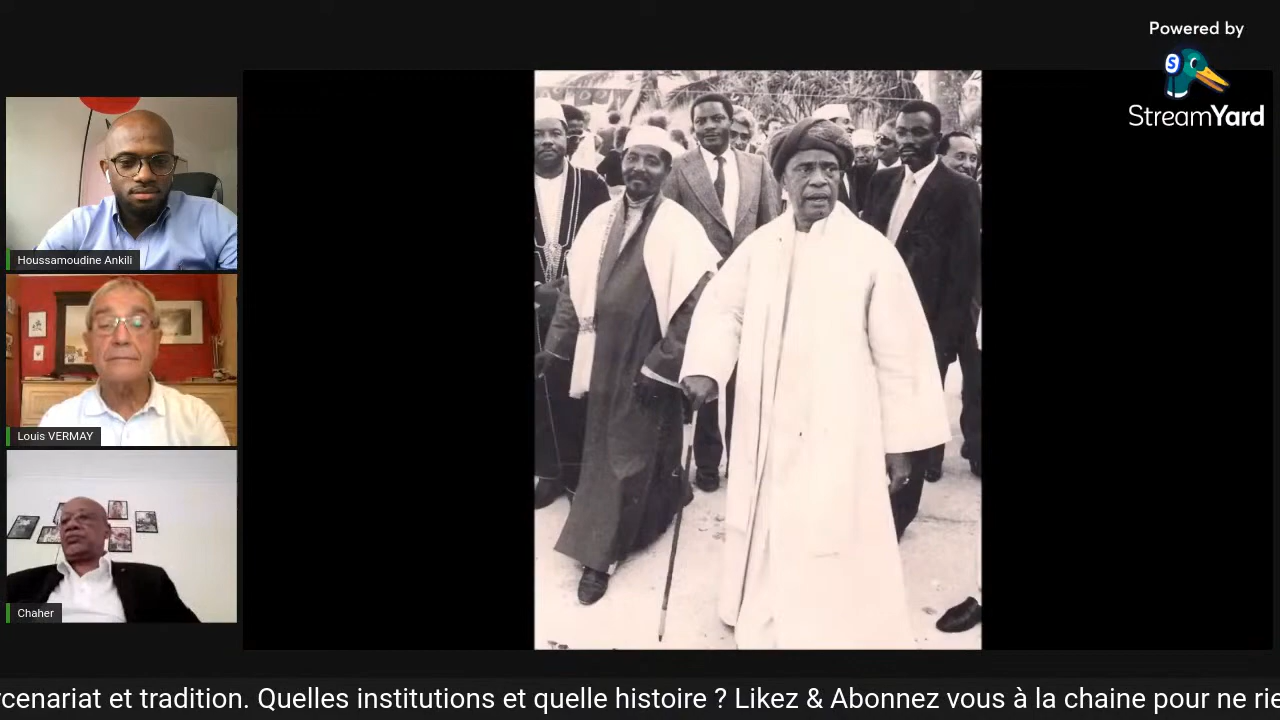 Powered by
StreamYard
Houssamoudine Ankili
Louis VERMAY
Chaher
rcenariat et tradition. Quelles institutions et quelle histoire ? Likez & Abonnez vous à la chaine pour ne rie